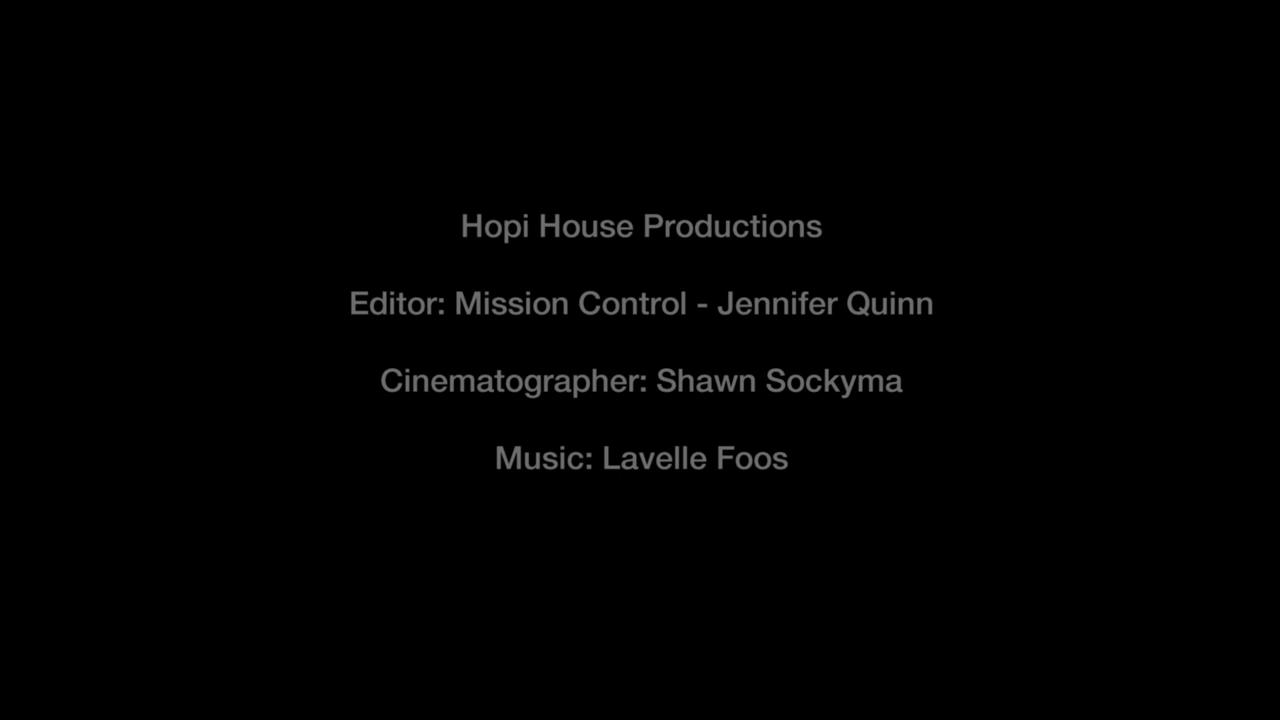 Hopi House Productions
Editor: Mission Control - Jennifer Quinn
Cinematographer: Shawn Sockyma
Music: Lavelle Foos